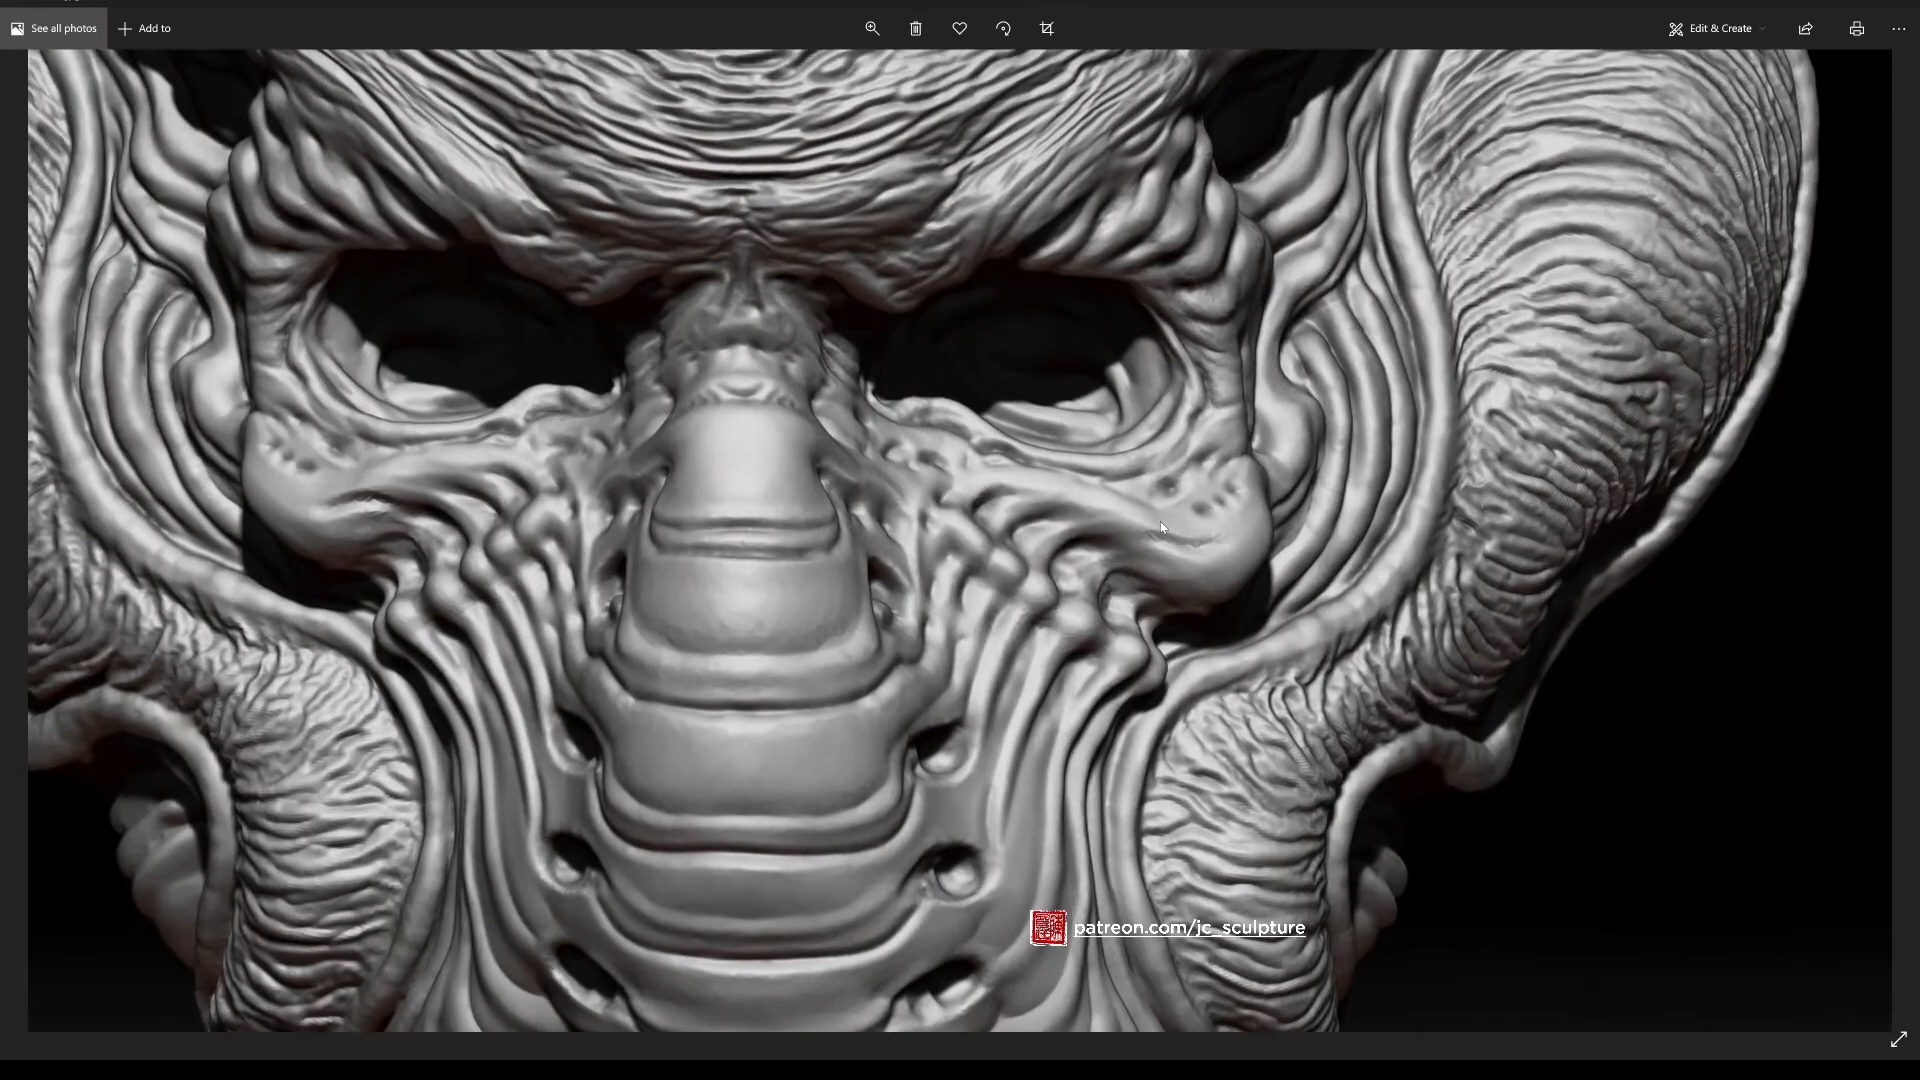 See all photos
Add to
Edit & Create
patreon.com/jc_sculpture